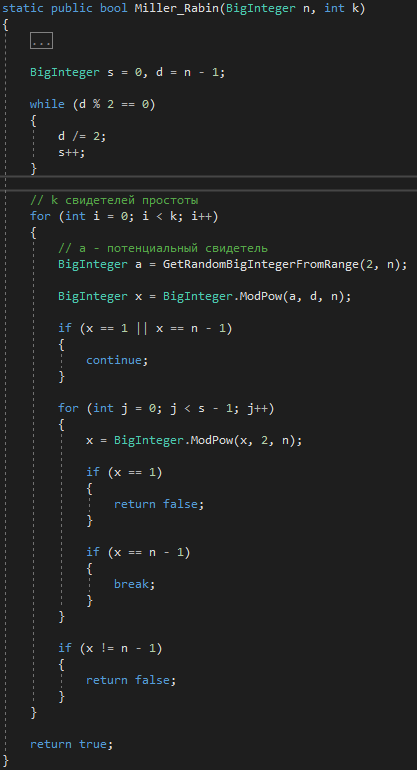 static public bool Miller_Rabin(BigInteger n, int k)
{
...
BigInteger s = 0, d = n - 1;
while (d % 2 == 0)
{
d /= 2;
s++;
}
// k свидетелей простоты
for (int i = 0; i < k; i++)
{
// a - потенциальный свидетель
BigInteger a = GetRandomBigIntegerFromRange(2, n);
BigInteger x = BigInteger.ModPow(a, d, n);
if (x == 1 || x == n - 1)
{
continue;
}
for (int j = 0; j < s - 1; j++)
{
x = BigInteger.ModPow(x, 2, n);
if (x == 1)
{
return false;
}
if (x == n - 1)
{
break;
}
}
if (x != n - 1)
{
return false;
}
}
return true;
}